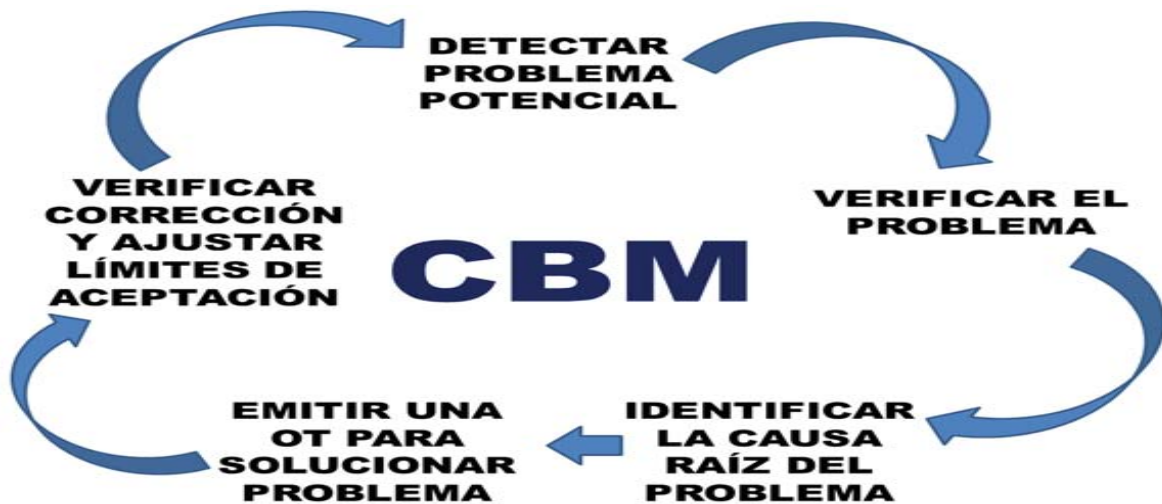 DETECTAR
PROBLEMA
POTENCIAL
VERIFICAR EL
PROBLEMA
IDENTIFICAR
LA CAUSA
RAÍZ DEL
PROBLEMA
EMITIR UNA
OT PARA
SOLUCIONAR
PROBLEMA
VERIFICAR
CORRECCIÓN
Y AJUSTAR
LÍMITES DE
ACEPTACIÓN
CBM